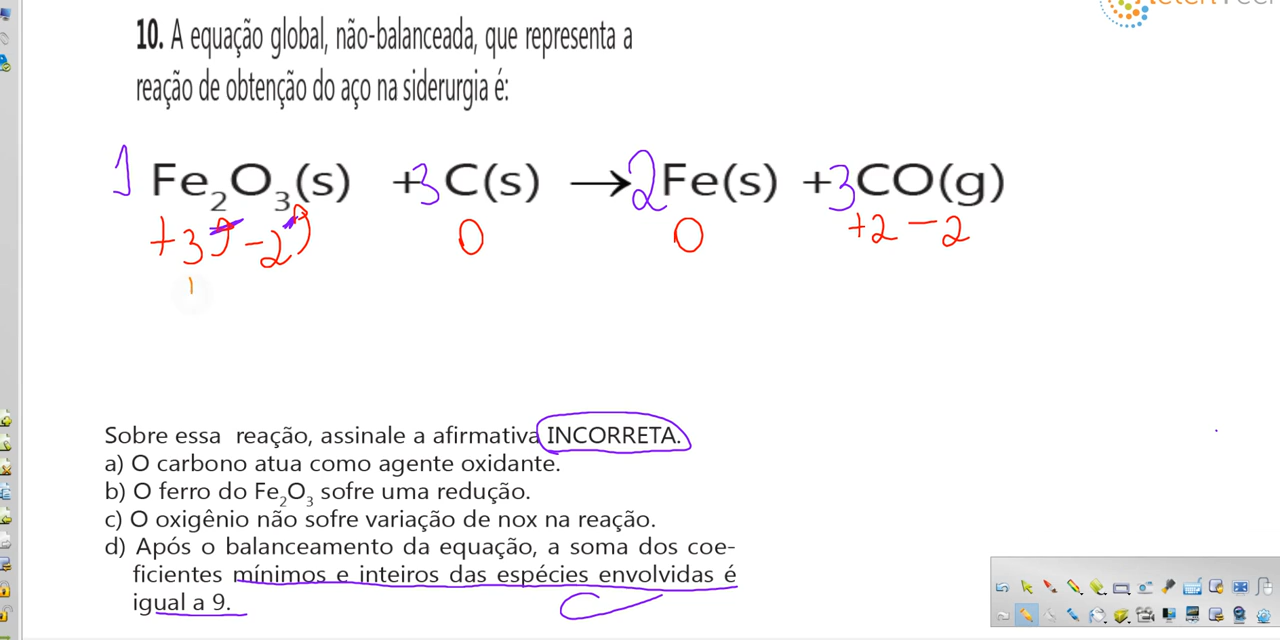 10. A equação global, não-balanceada, que representa a
reação de obtenção do aço na siderurgia é:
1 Fe2O3(s) + 3 C(s) → 2 Fe(s) + 3 CO(g)
+3 -2 0 0 +2 -2
Sobre essa reação, assinale a afirmativa INCORRETA.
a) O carbono atua como agente oxidante.
b) O ferro do Fe2O3 sofre uma redução.
c) O oxigênio não sofre variação de nox na reação.
d) Após o balanceamento da equação, a soma dos coe-
ficientes mínimos e inteiros das espécies envolvidas é
igual a 9.